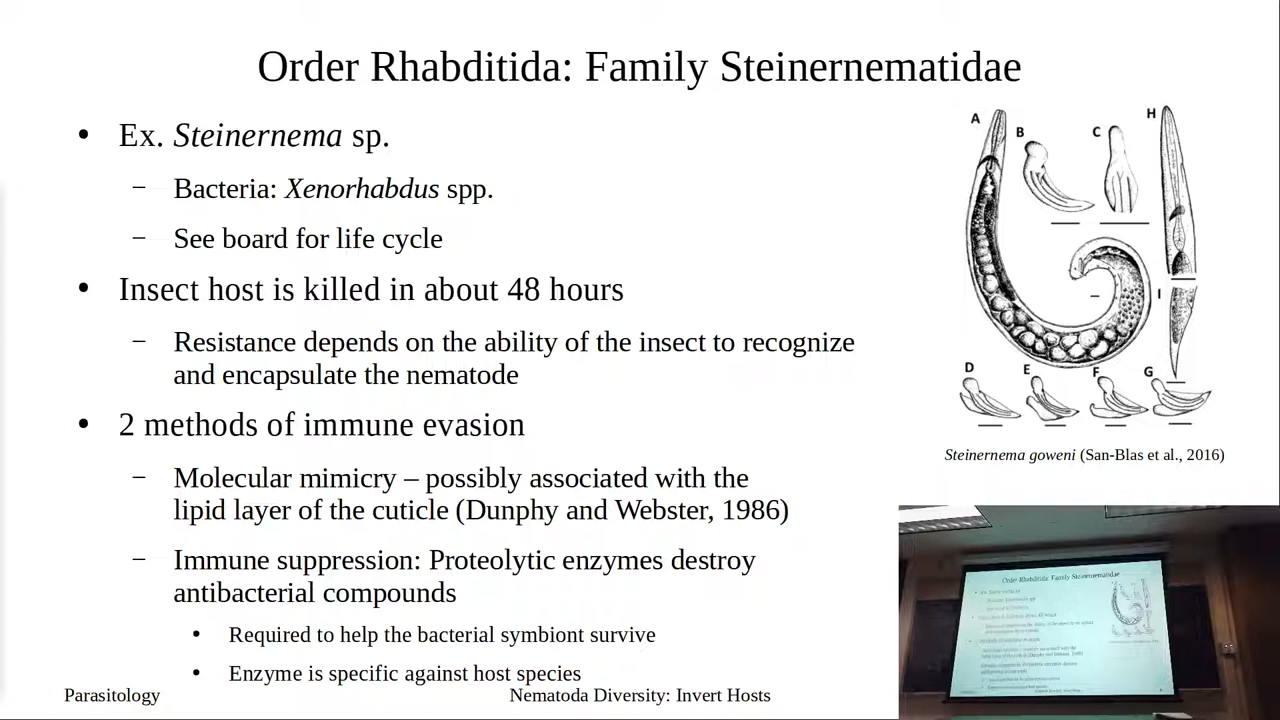 Order Rhabditida: Family Steinernematidae
• Ex. Steinernema sp.
– Bacteria: Xenorhabdus spp.
– See board for life cycle
• Insect host is killed in about 48 hours
– Resistance depends on the ability of the insect to recognize
and encapsulate the nematode
• 2 methods of immune evasion
– Molecular mimicry – possibly associated with the
lipid layer of the cuticle (Dunphy and Webster, 1986)
– Immune suppression: Proteolytic enzymes destroy
antibacterial compounds
• Required to help the bacterial symbiont survive
• Enzyme is specific against host species
Parasitology
Nematoda Diversity: Invert Hosts
A
B
C
H
I
D
E
F
G
Steinernema goweni (San-Blas et al., 2016)
Order Rhabditida: Family Steinernematidae